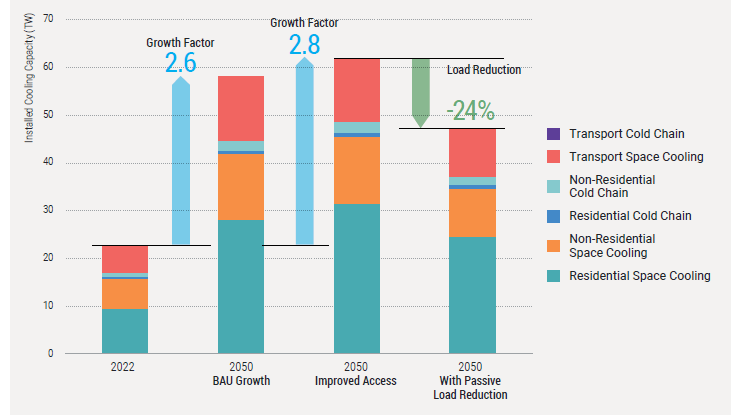 Installed Cooling Capacity (TW)
70
60
50
40
30
20
10
0
Growth Factor
2.6
Growth Factor
2.8
Load Reduction
-24%
2022
2050
BAU Growth
2050
Improved Access
2050
With Passive
Load Reduction
Transport Cold Chain
Transport Space Cooling
Non-Residential
Cold Chain
Residential Cold Chain
Non-Residential
Space Cooling
Residential Space Cooling